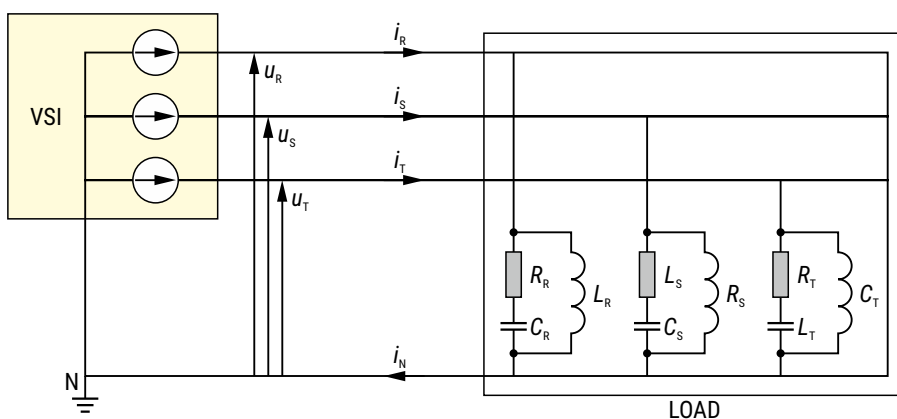 i_R
u_R
VSI
i_S
u_S
i_T
u_T
R_R
L_R
C_R
L_S
R_S
C_S
R_T
C_T
L_T
i_N
N
LOAD